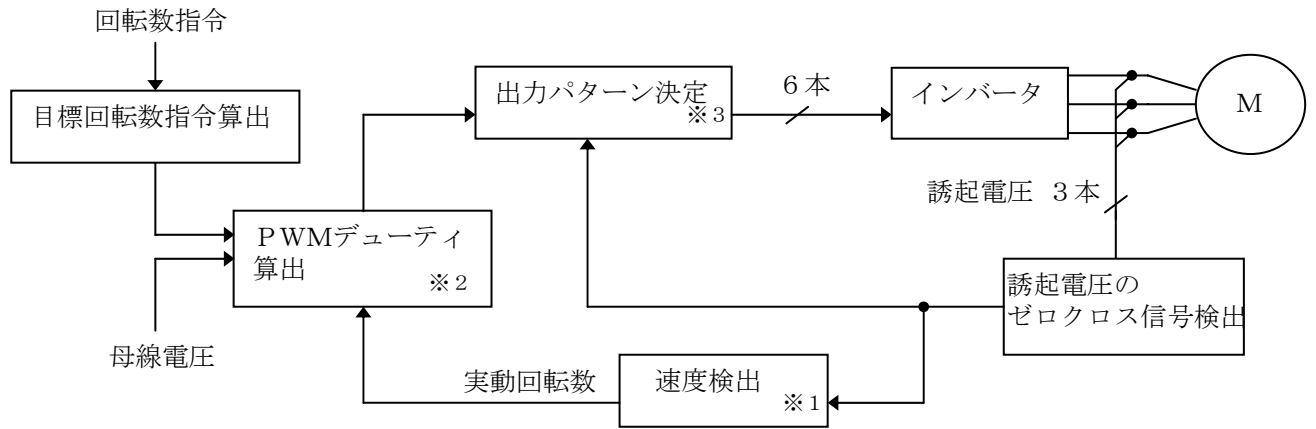 回転数指令
目標回転数指令算出
出力パターン決定
※３
６本
インバータ
M
誘起電圧 ３本
ＰＷＭデューティ
算出
※２
誘起電圧の
ゼロクロス信号検出
母線電圧
実動回転数
速度検出
※１